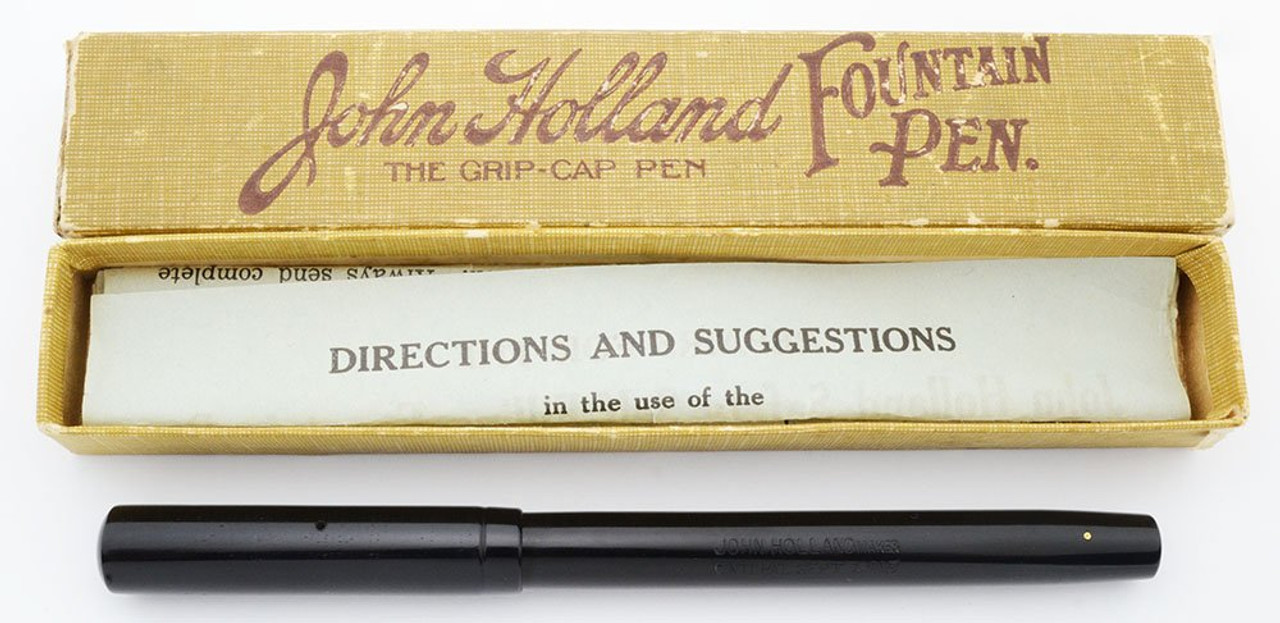 John Holland FOUNTAIN PEN.
THE GRIP-CAP PEN
Always send complete
DIRECTIONS AND SUGGESTIONS
in the use of the
JOHN HOLLAND